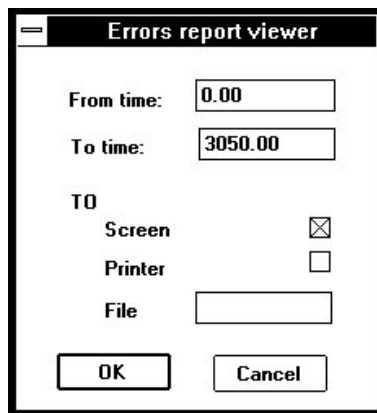 Errors report viewer
From time: 0.00
To time: 3050.00
TO
Screen
Printer
File
OK Cancel